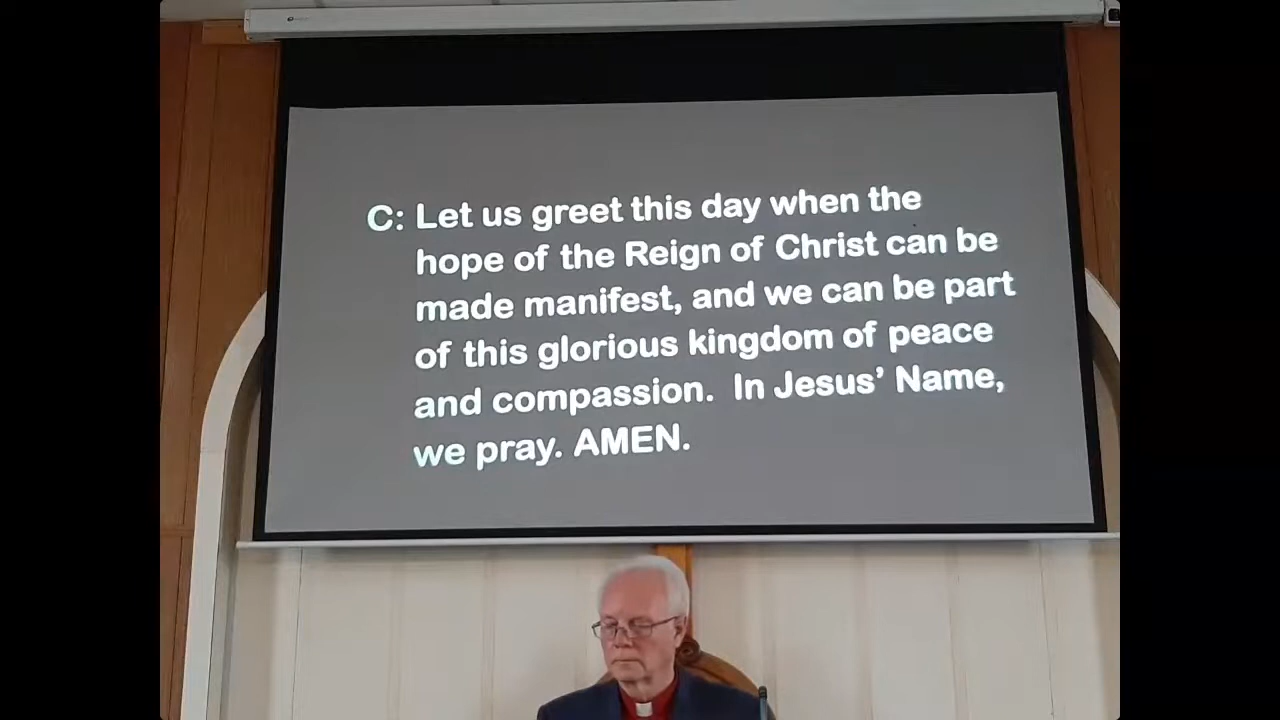 C: Let us greet this day when the
hope of the Reign of Christ can be
made manifest, and we can be part
of this glorious kingdom of peace
and compassion. In Jesus’ Name,
we pray. AMEN.